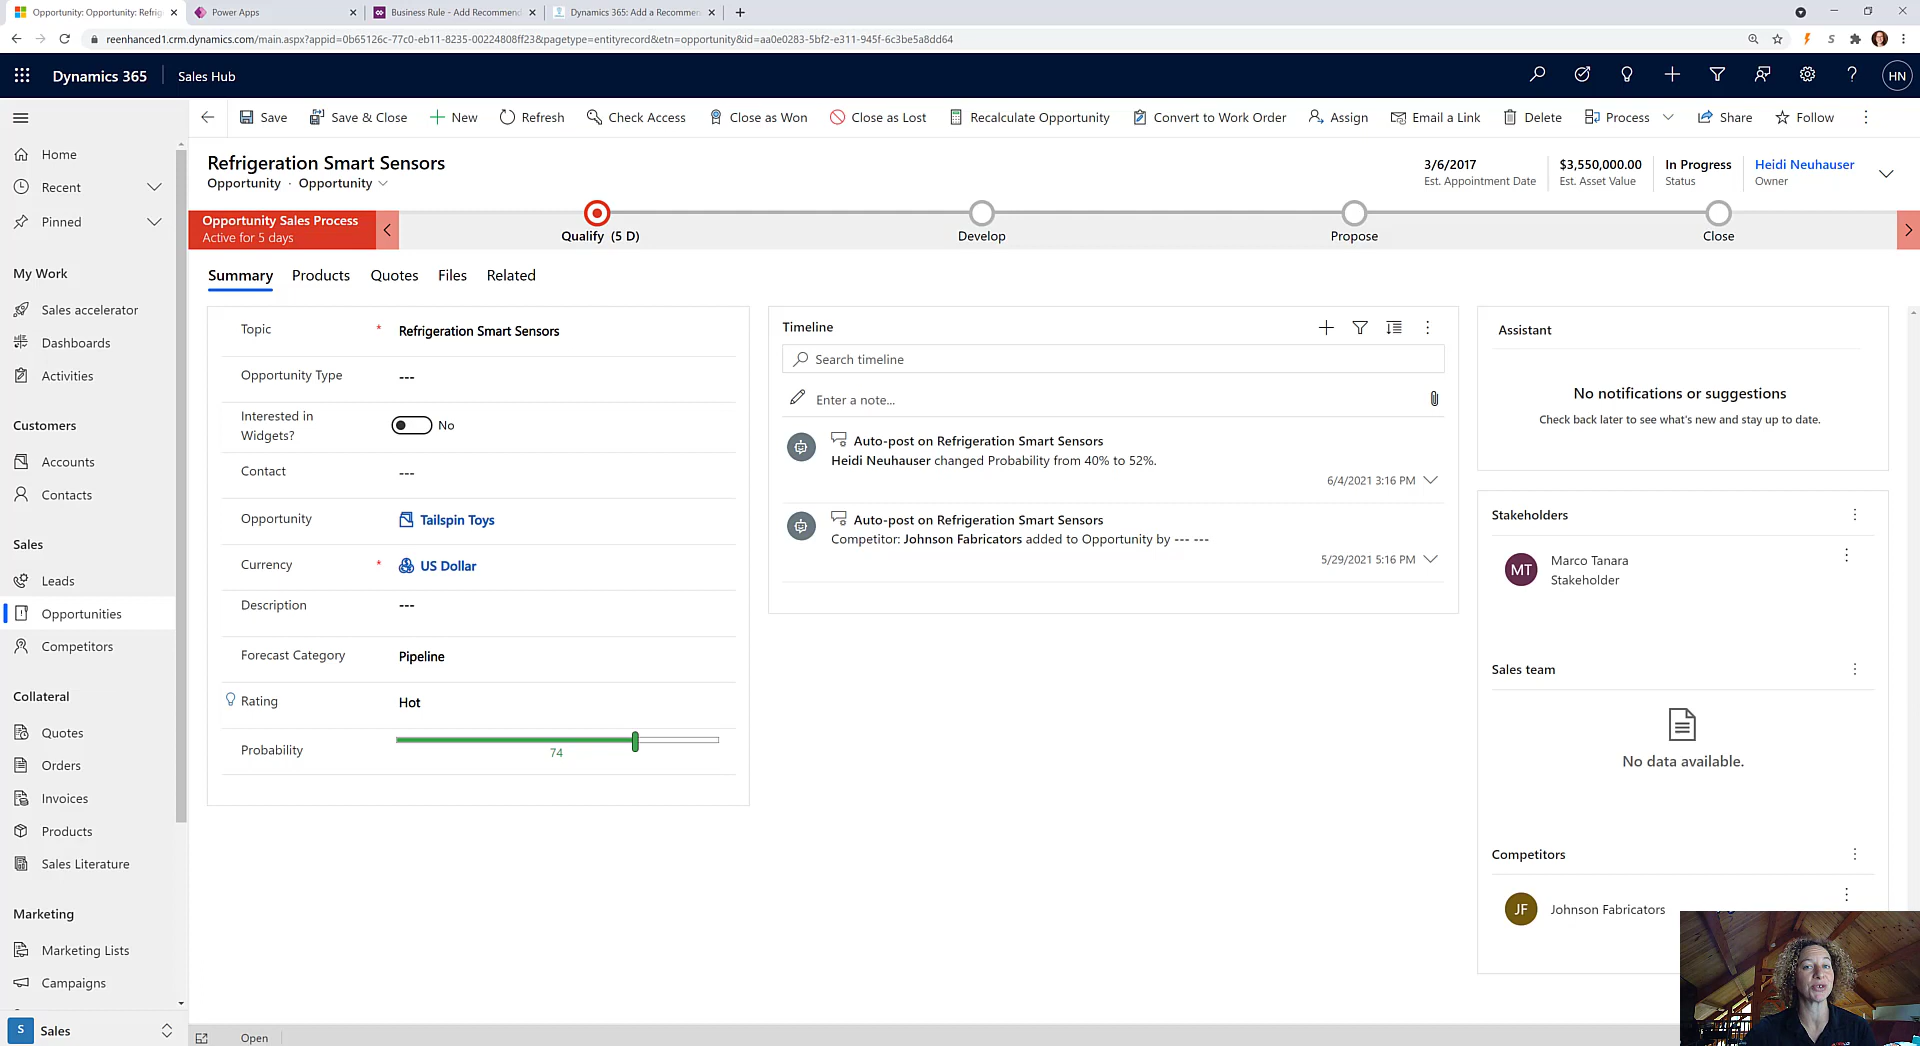 Opportunity: Opportunity: Refrig
Power Apps
Business Rule - Add Recommend
Dynamics 365: Add a Recommen
reenhanced1.crm.dynamics.com/main.aspx?appid=0b65126c-77c0-eb11-8235-00224808ff23&pagetype=entityrecord&etn=opportunity&id=aa0e0283-5bf2-e311-945f-6c3be5a8dd64
Dynamics 365
Sales Hub
HN
Save
Save & Close
New
Refresh
Check Access
Close as Won
Close as Lost
Recalculate Opportunity
Convert to Work Order
Assign
Email a Link
Delete
Process
Share
Follow
Home
Recent
Pinned
My Work
Sales accelerator
Dashboards
Activities
Customers
Accounts
Contacts
Sales
Leads
Opportunities
Competitors
Collateral
Quotes
Orders
Invoices
Products
Sales Literature
Marketing
Marketing Lists
Campaigns
S
Sales
Refrigeration Smart Sensors
Opportunity · Opportunity
3/6/2017
Est. Appointment Date
$3,550,000.00
Est. Asset Value
In Progress
Status
Heidi Neuhauser
Owner
Opportunity Sales Process
Active for 5 days
Qualify (5 D)
Develop
Propose
Close
Summary
Products
Quotes
Files
Related
Topic * Refrigeration Smart Sensors
Opportunity Type ---
Interested in
Widgets?
No
Contact ---
Opportunity Tailspin Toys
Currency * US Dollar
Description ---
Forecast Category Pipeline
Rating Hot
Probability
74
Timeline
Search timeline
Enter a note...
Auto-post on Refrigeration Smart Sensors
Heidi Neuhauser changed Probability from 40% to 52%.
6/4/2021 3:16 PM
Auto-post on Refrigeration Smart Sensors
Competitor: Johnson Fabricators added to Opportunity by --- ---
5/29/2021 5:16 PM
Assistant
No notifications or suggestions
Check back later to see what's new and stay up to date.
Stakeholders
MT
Marco Tanara
Stakeholder
Sales team
No data available.
Competitors
JF
Johnson Fabricators
Open